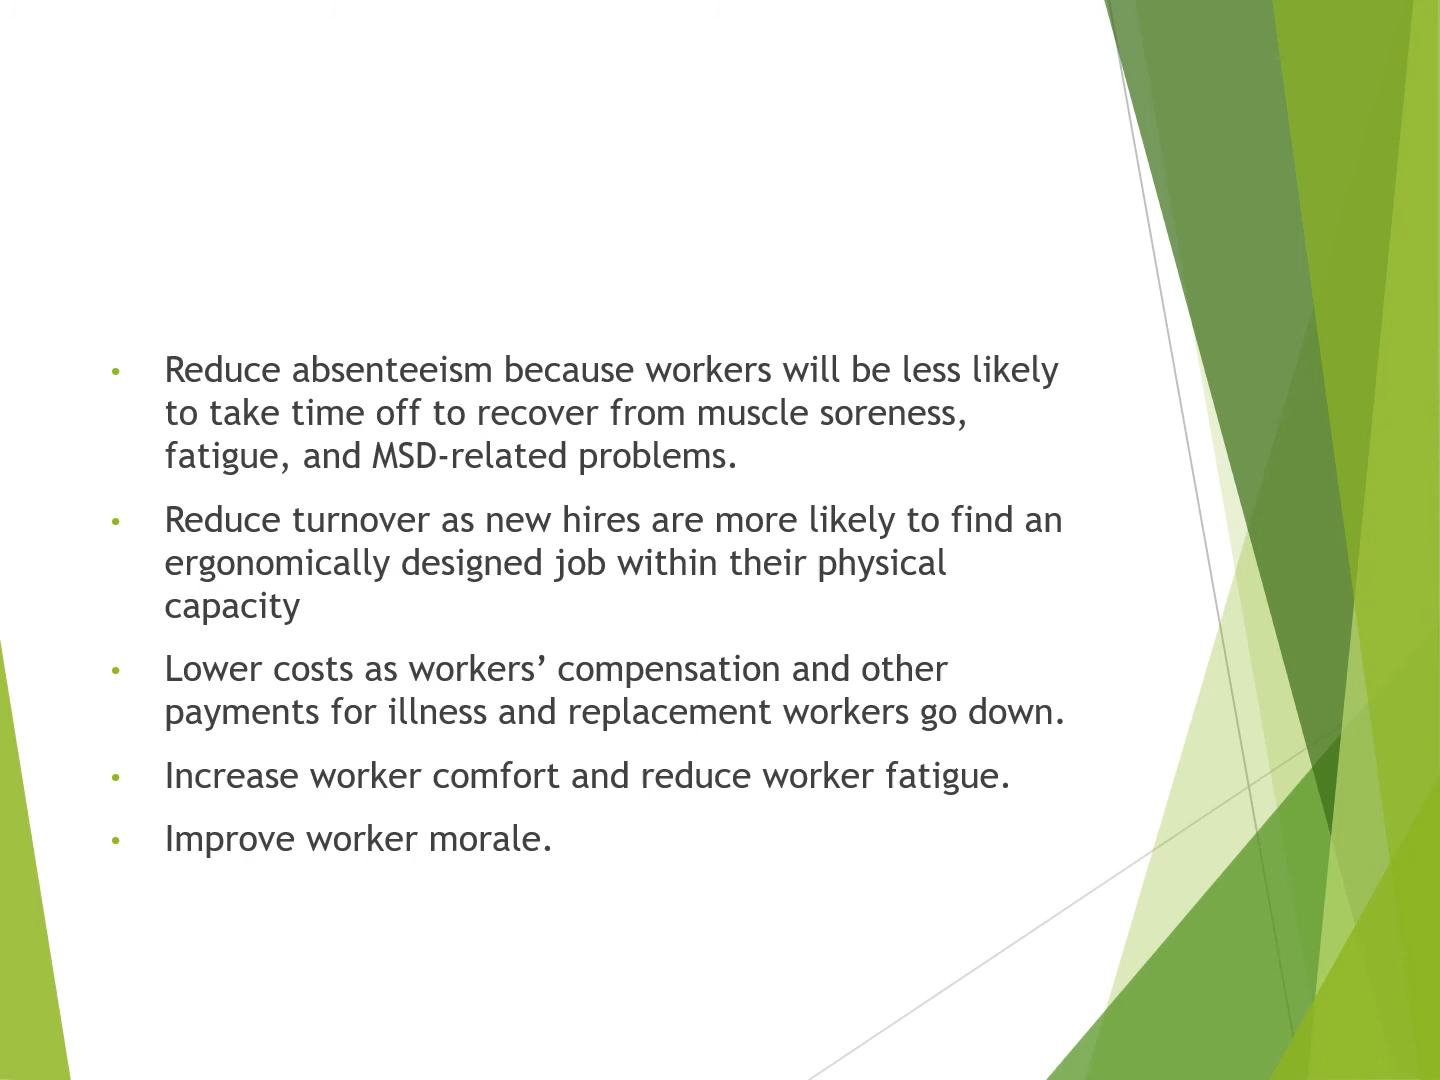 • Reduce absenteeism because workers will be less likely
to take time off to recover from muscle soreness,
fatigue, and MSD-related problems.
• Reduce turnover as new hires are more likely to find an
ergonomically designed job within their physical
capacity
• Lower costs as workers’ compensation and other
payments for illness and replacement workers go down.
• Increase worker comfort and reduce worker fatigue.
• Improve worker morale.